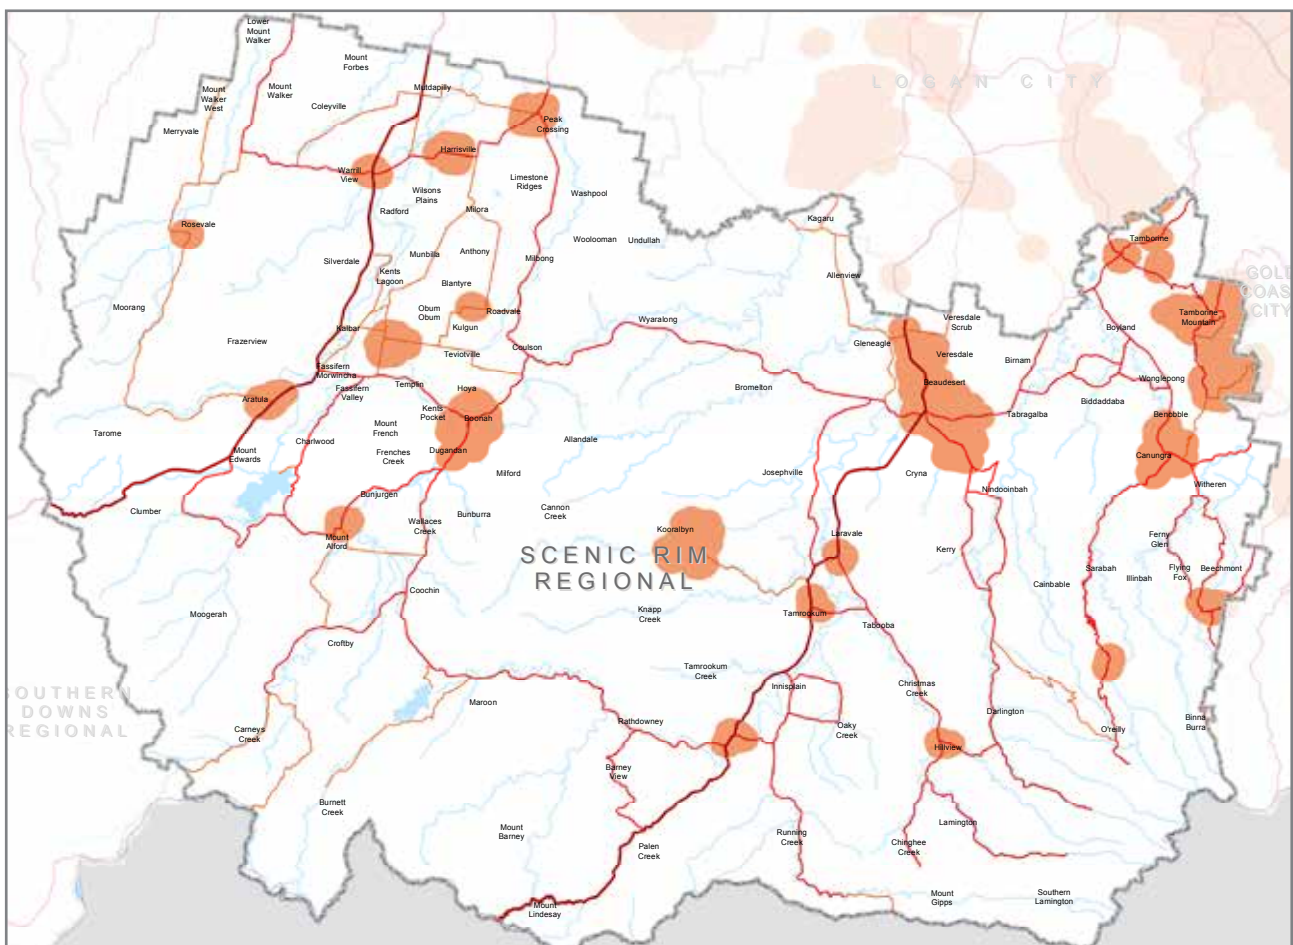 Lower
Mount
Walker
Mount
Forbes
Mount
Walker
West
Mount
Walker
Mutdapilly
Coleyville
Merryvale
Peak
Crossing
Harrisville
Warrill
View
Limestone
Ridges
Washpool
Wilsons
Plains
Radford
Milora
Rosevale
Woolooman
Undullah
Kagaru
Tamborine
Silverdale
Munbilla
Anthony
Milbong
Kents
Lagoon
Allenview
Blantyre
Moorang
Obum
Obum
Roadvale
Kalbar
Kulgun
Wyaralong
Veresdale
Scrub
Tamborine
Mountain
Boyland
Frazerview
Teviotville
Coulson
Gleneagle
Veresdale
Birnam
Fassifern
Morwincha
Fassifern
Valley
Templin
Hoya
Bromelton
Beaudesert
Wonglepong
Aratula
Kents
Pocket
Boonah
Biddaddaba
Tabragalba
Benobble
Tarome
Mount
French
Charlwood
Allandale
Mount
Edwards
Frenches
Creek
Dugandan
Canungra
Milford
Josephville
Cryna
Witheren
Nindooinbah
Bunjurgen
Clumber
Cannon
Creek
Bunburra
Wallaces
Creek
Kooralbyn
Mount
Alford
Laravale
Ferny
Glen
Kerry
SCENIC RIM
REGIONAL
Sarabah
Illinbah
Flying
Fox
Beechmont
Cainbable
Coochin
Moogerah
Knapp
Creek
Tamrookum
Tabooba
Croftby
Tamrookum
Creek
Innisplain
Christmas
Creek
Maroon
Darlington
Rathdowney
Oaky
Creek
O'reilly
Binna
Burra
Carneys
Creek
Hillview
Barney
View
Burnett
Creek
Mount
Barney
Palen
Creek
Running
Creek
Lamington
Chinghee
Creek
Mount
Gipps
Southern
Lamington
Mount
Lindesay
LOGAN CITY
GOLD
COAS
CITY
SOUTHERN
DOWNS
REGIONAL